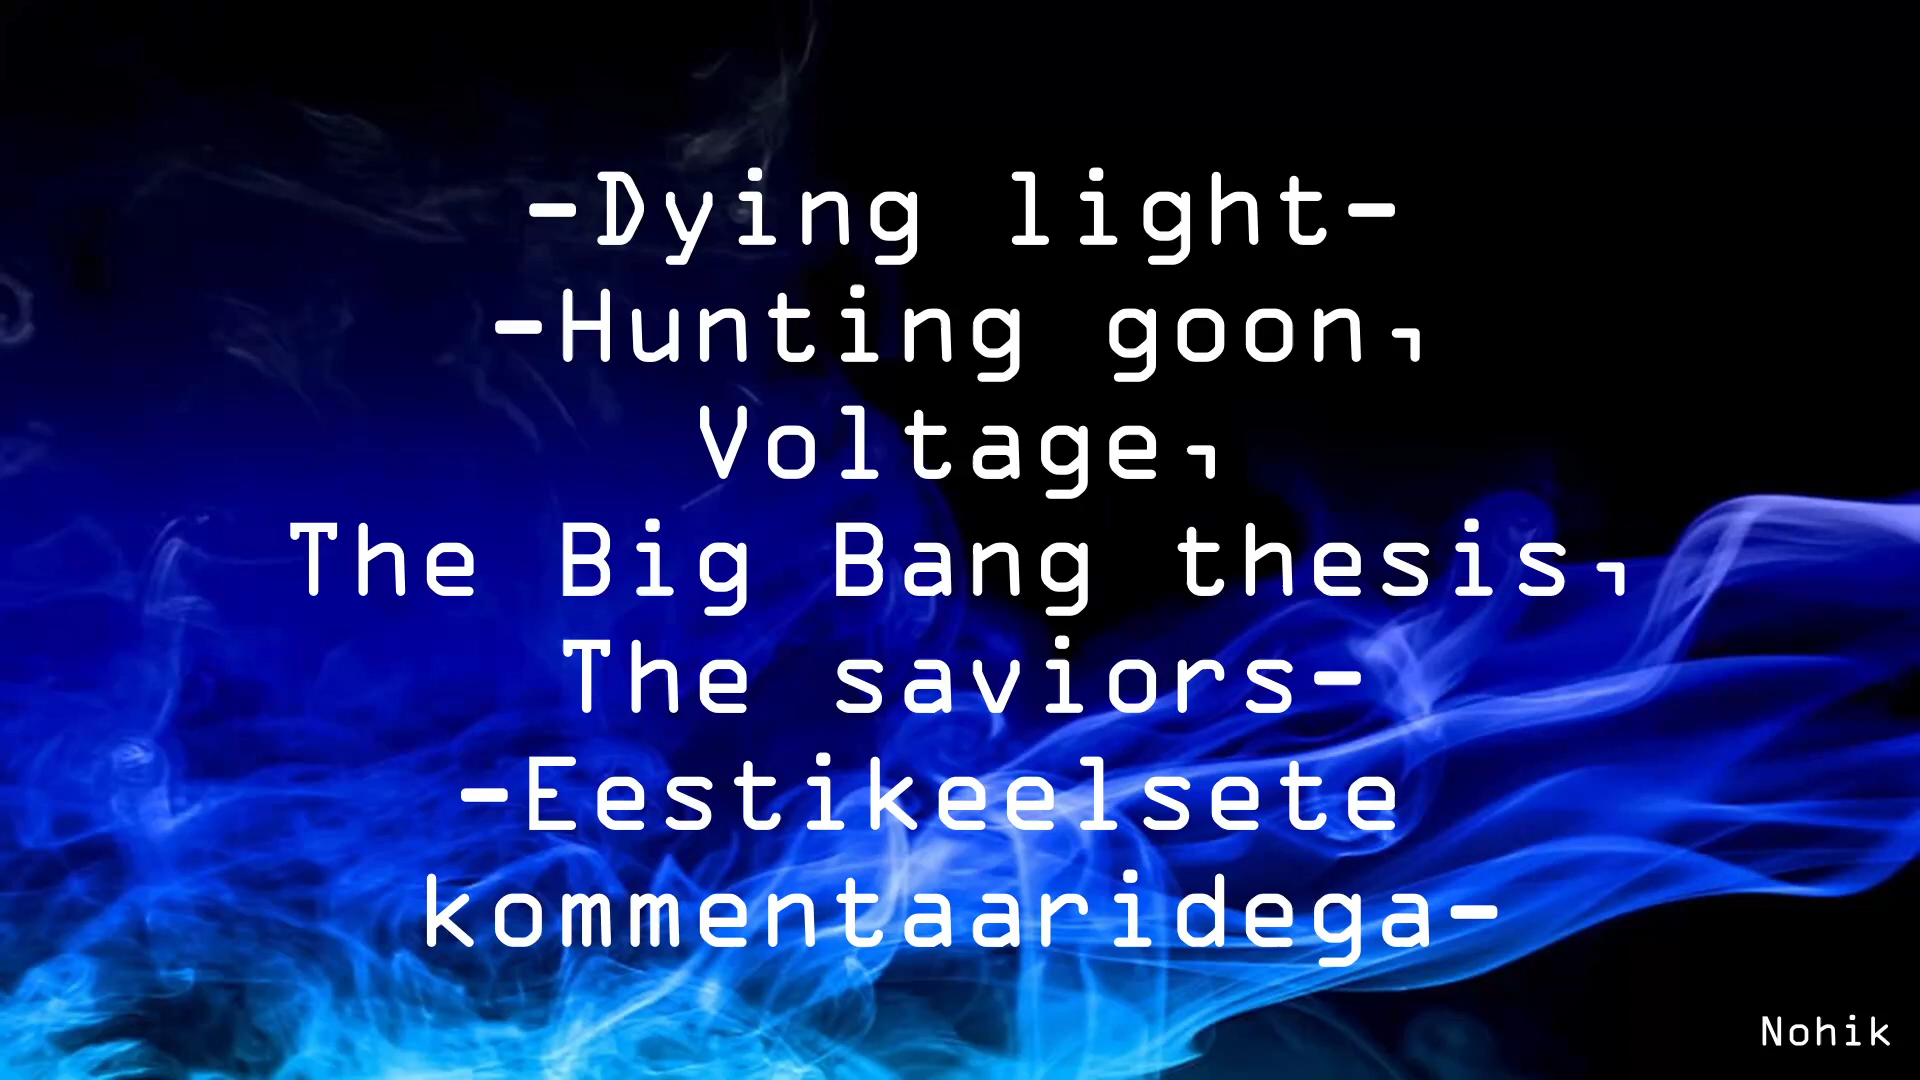 -Dying light-
-Hunting goon,
Voltage,
The Big Bang thesis,
The saviors-
-Eestikeelsete
kommentaaridega-
Nohik